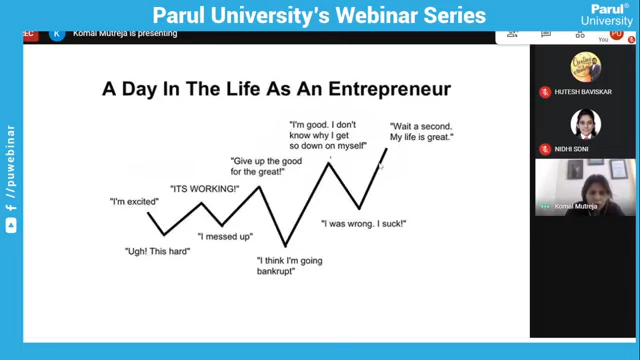 Parul University's Webinar Series
Parul®
University
REC
K
Komal Mutreja is presenting
You
PU
A Day In The Life As An Entrepreneur
"I'm good. I don't
know why I get
so down on myself"
"Wait a second.
My life is great."
"Give up the good
for the great!"
"ITS WORKING!"
"I'm excited"
"I was wrong. I suck!"
"I messed up"
"Ugh! This hard"
"I think I'm going
bankrupt"
HUTESH BAVISKAR
NIDHI SONI
Komal Mutreja
/puwebinar